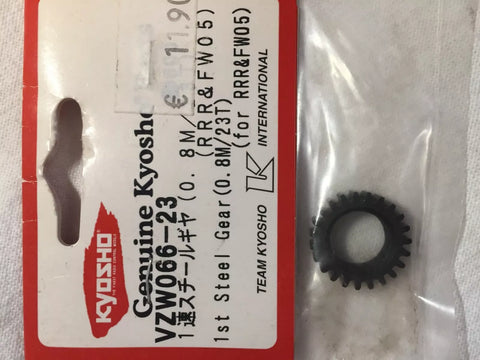 € 11.90
Genuine Kyosho
VZW066-23
1速スチールギヤ(0.8M/
(RRR&FW05)
1st Steel Gear(0.8M/23T)
(for RRR&FW05)
KYOSHO
TEAM KYOSHO
INTERNATIONAL